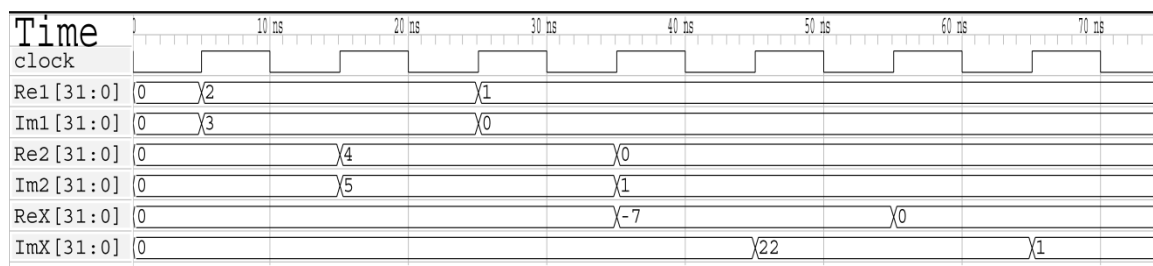 Time 0 10 ns 20 ns 30 ns 40 ns 50 ns 60 ns 70 ns
clock
Re1[31:0] 0 2 1
Im1[31:0] 0 3 0
Re2[31:0] 0 4 0
Im2[31:0] 0 5 1
ReX[31:0] 0 -7 0
ImX[31:0] 0 22 1